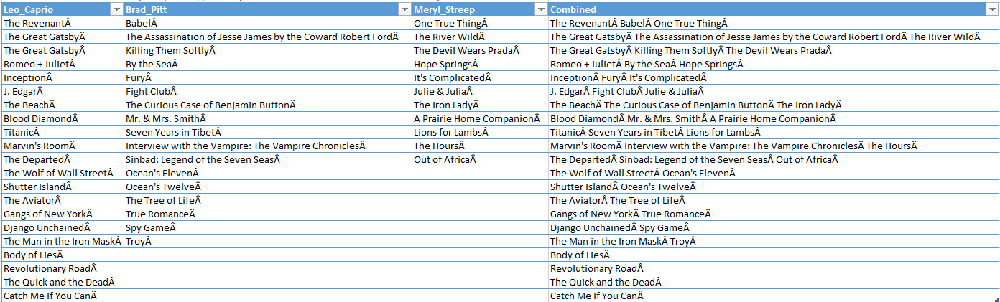 Leo_Caprio Brad_Pitt Meryl_Streep Combined
The RevenantÂ BabelÂ One True ThingÂ The RevenantÂ BabelÂ One True ThingÂ
The Great GatsbyÂ The Assassination of Jesse James by the Coward Robert FordÂ The River WildÂ The Great GatsbyÂ The Assassination of Jesse James by the Coward Robert FordÂ The River WildÂ
The Great GatsbyÂ Killing Them SoftlyÂ The Devil Wears PradaÂ The Great GatsbyÂ Killing Them SoftlyÂ The Devil Wears PradaÂ
Romeo + JulietÂ By the SeaÂ Hope SpringsÂ Romeo + JulietÂ By the SeaÂ Hope SpringsÂ
InceptionÂ FuryÂ It's ComplicatedÂ InceptionÂ FuryÂ It's ComplicatedÂ
J. EdgarÂ Fight ClubÂ Julie & JuliaÂ J. EdgarÂ Fight ClubÂ Julie & JuliaÂ
The BeachÂ The Curious Case of Benjamin ButtonÂ The Iron LadyÂ The BeachÂ The Curious Case of Benjamin ButtonÂ The Iron LadyÂ
Blood DiamondÂ Mr. & Mrs. SmithÂ A Prairie Home CompanionÂ Blood DiamondÂ Mr. & Mrs. SmithÂ A Prairie Home CompanionÂ
TitanicÂ Seven Years in TibetÂ Lions for LambsÂ TitanicÂ Seven Years in TibetÂ Lions for LambsÂ
Marvin's RoomÂ Interview with the Vampire: The Vampire ChroniclesÂ The HoursÂ Marvin's RoomÂ Interview with the Vampire: The Vampire ChroniclesÂ The HoursÂ
The DepartedÂ Sinbad: Legend of the Seven SeasÂ Out of AfricaÂ The DepartedÂ Sinbad: Legend of the Seven SeasÂ Out of AfricaÂ
The Wolf of Wall StreetÂ Ocean's ElevenÂ The Wolf of Wall StreetÂ Ocean's ElevenÂ
Shutter IslandÂ Ocean's TwelveÂ Shutter IslandÂ Ocean's TwelveÂ
The AviatorÂ The Tree of LifeÂ The AviatorÂ The Tree of LifeÂ
Gangs of New YorkÂ True RomanceÂ Gangs of New YorkÂ True RomanceÂ
Django UnchainedÂ Spy GameÂ Django UnchainedÂ Spy GameÂ
The Man in the Iron MaskÂ TroyÂ The Man in the Iron MaskÂ TroyÂ
Body of LiesÂ Body of LiesÂ
Revolutionary RoadÂ Revolutionary RoadÂ
The Quick and the DeadÂ The Quick and the DeadÂ
Catch Me If You CanÂ Catch Me If You CanÂ